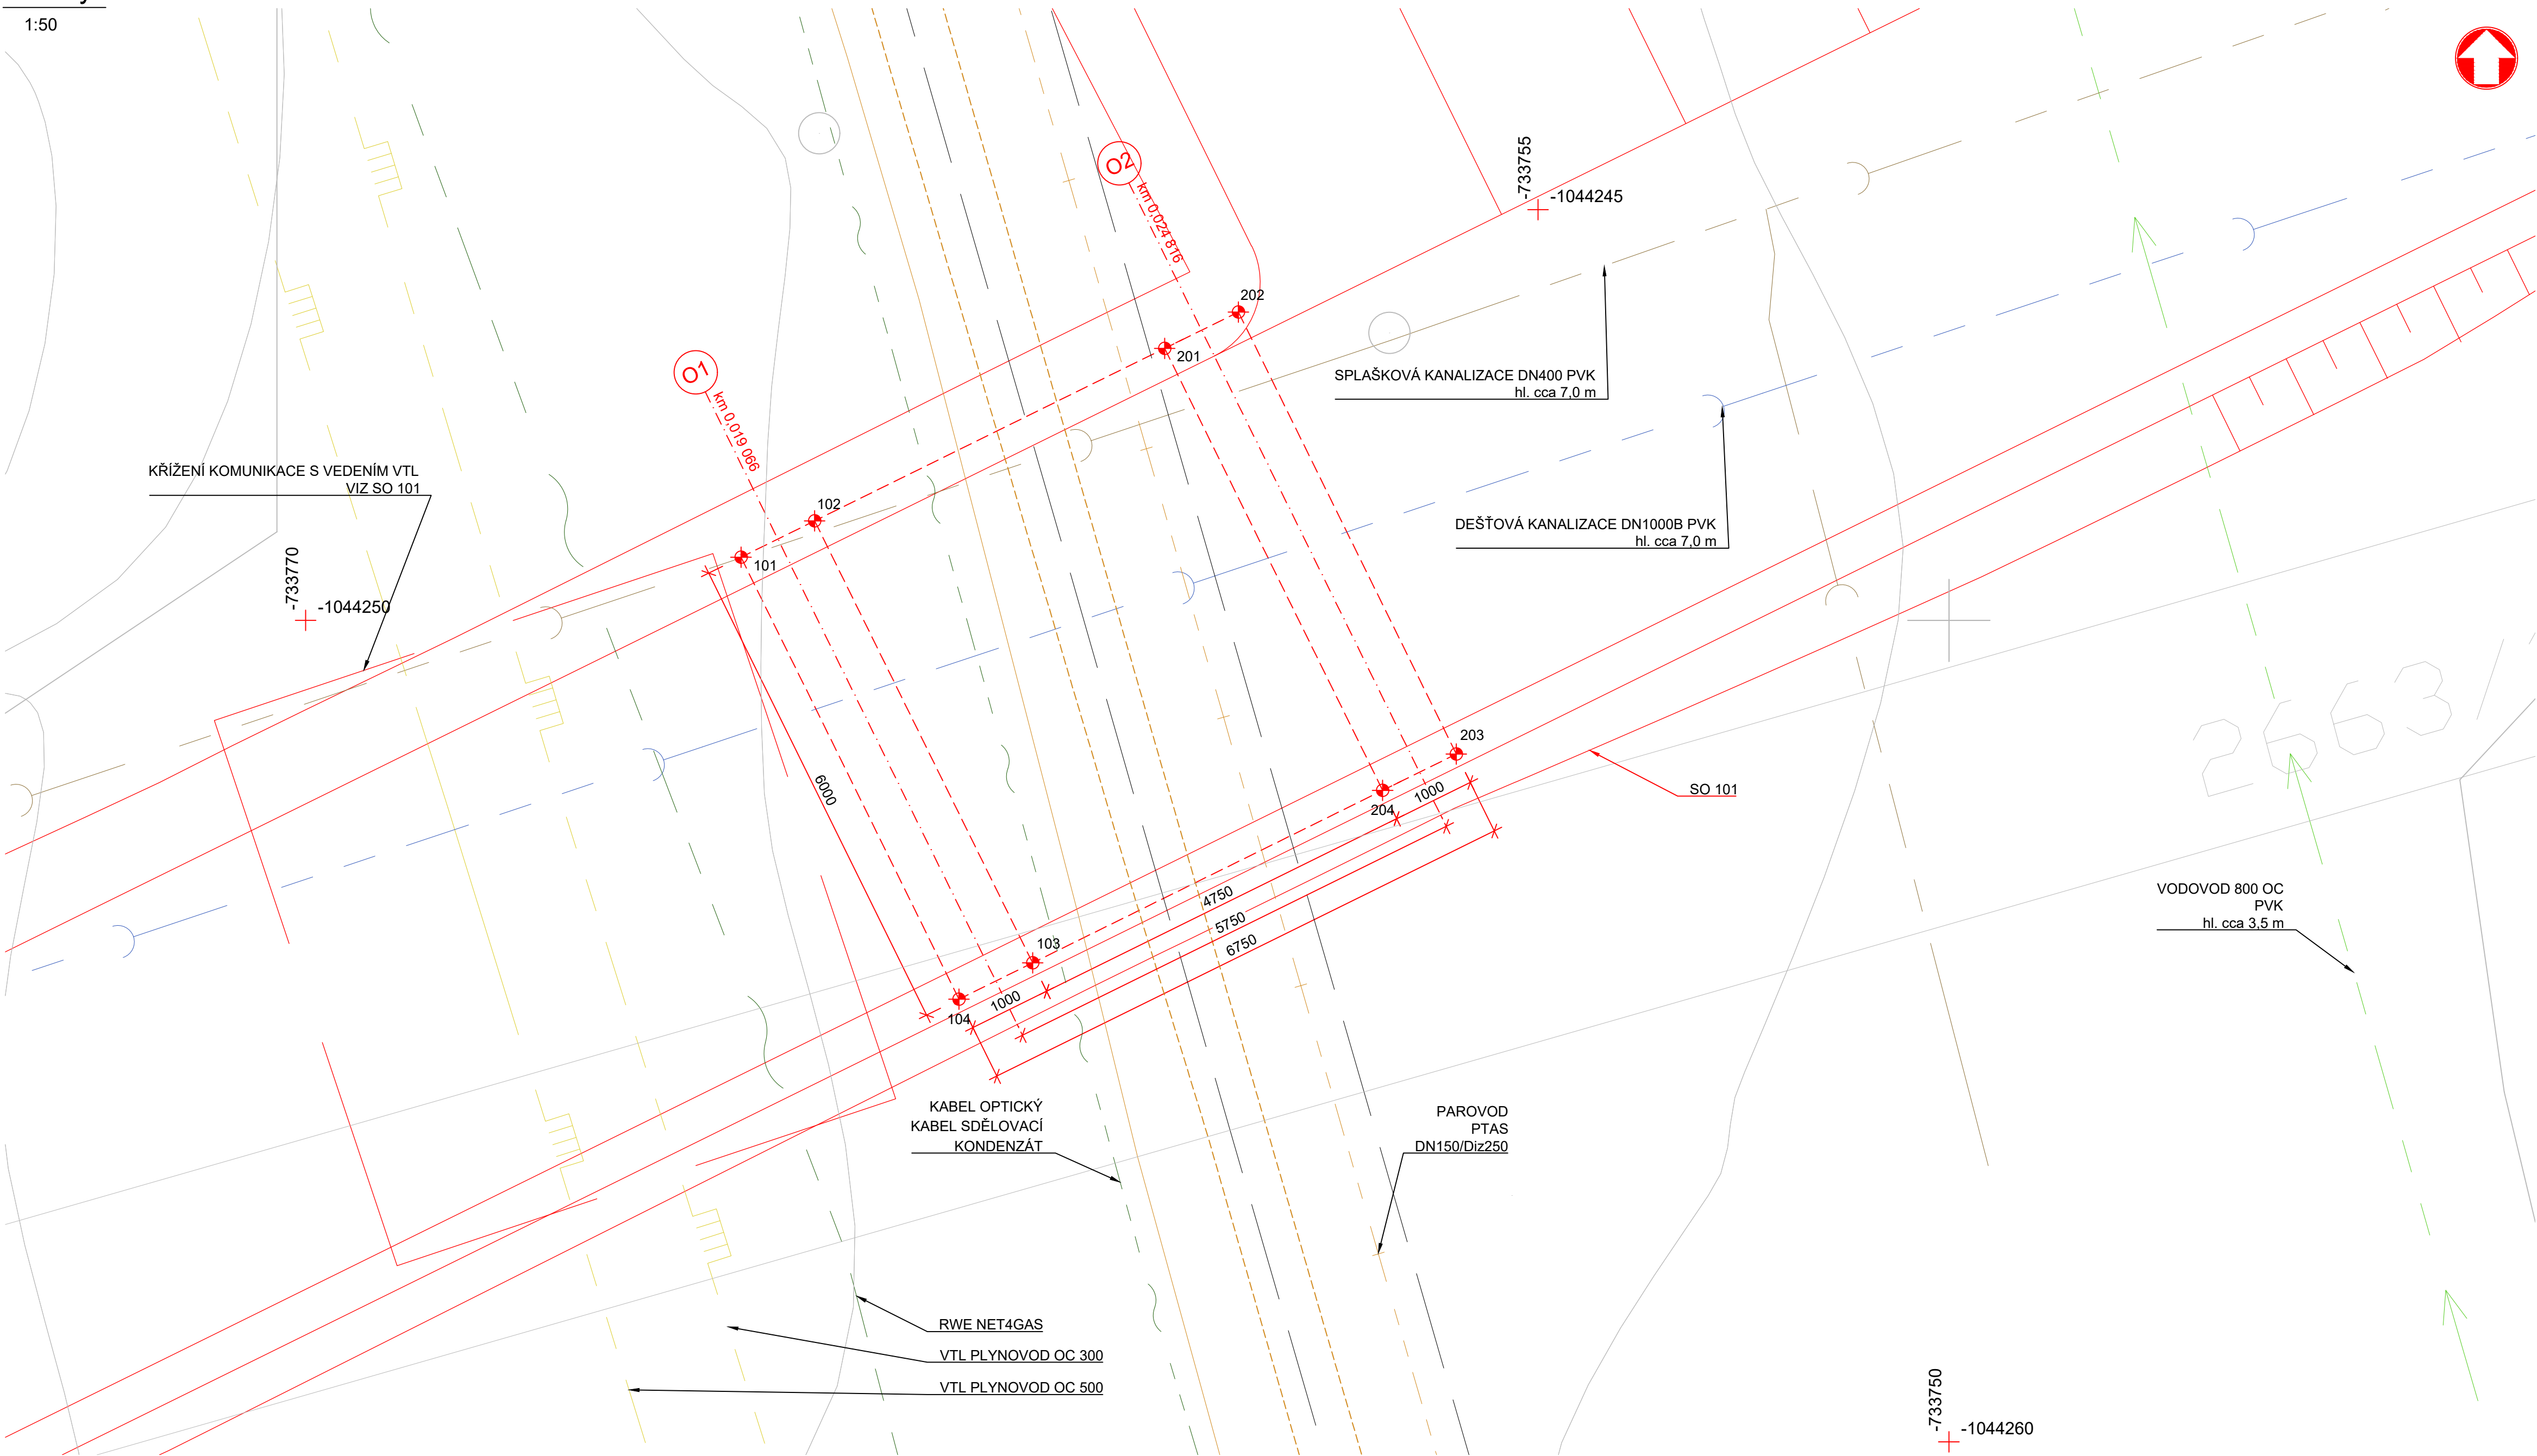 1:50
O2
km 0,024 816
-733755
-1044245
202
201
SPLAŠKOVÁ KANALIZACE DN400 PVK
hl. cca 7,0 m
O1
km 0,019 066
KŘÍŽENÍ KOMUNIKACE S VEDENÍM VTL
VIZ SO 101
102
101
DEŠŤOVÁ KANALIZACE DN1000B PVK
hl. cca 7,0 m
-733770
-1044250
2663/
6000
203
204
1000
SO 101
4750
5750
6750
VODOVOD 800 OC
PVK
hl. cca 3,5 m
103
1000
104
KABEL OPTICKÝ
KABEL SDĚLOVACÍ
KONDENZÁT
PAROVOD
PTAS
DN150/Diz250
RWE NET4GAS
VTL PLYNOVOD OC 300
VTL PLYNOVOD OC 500
-733750
-1044260